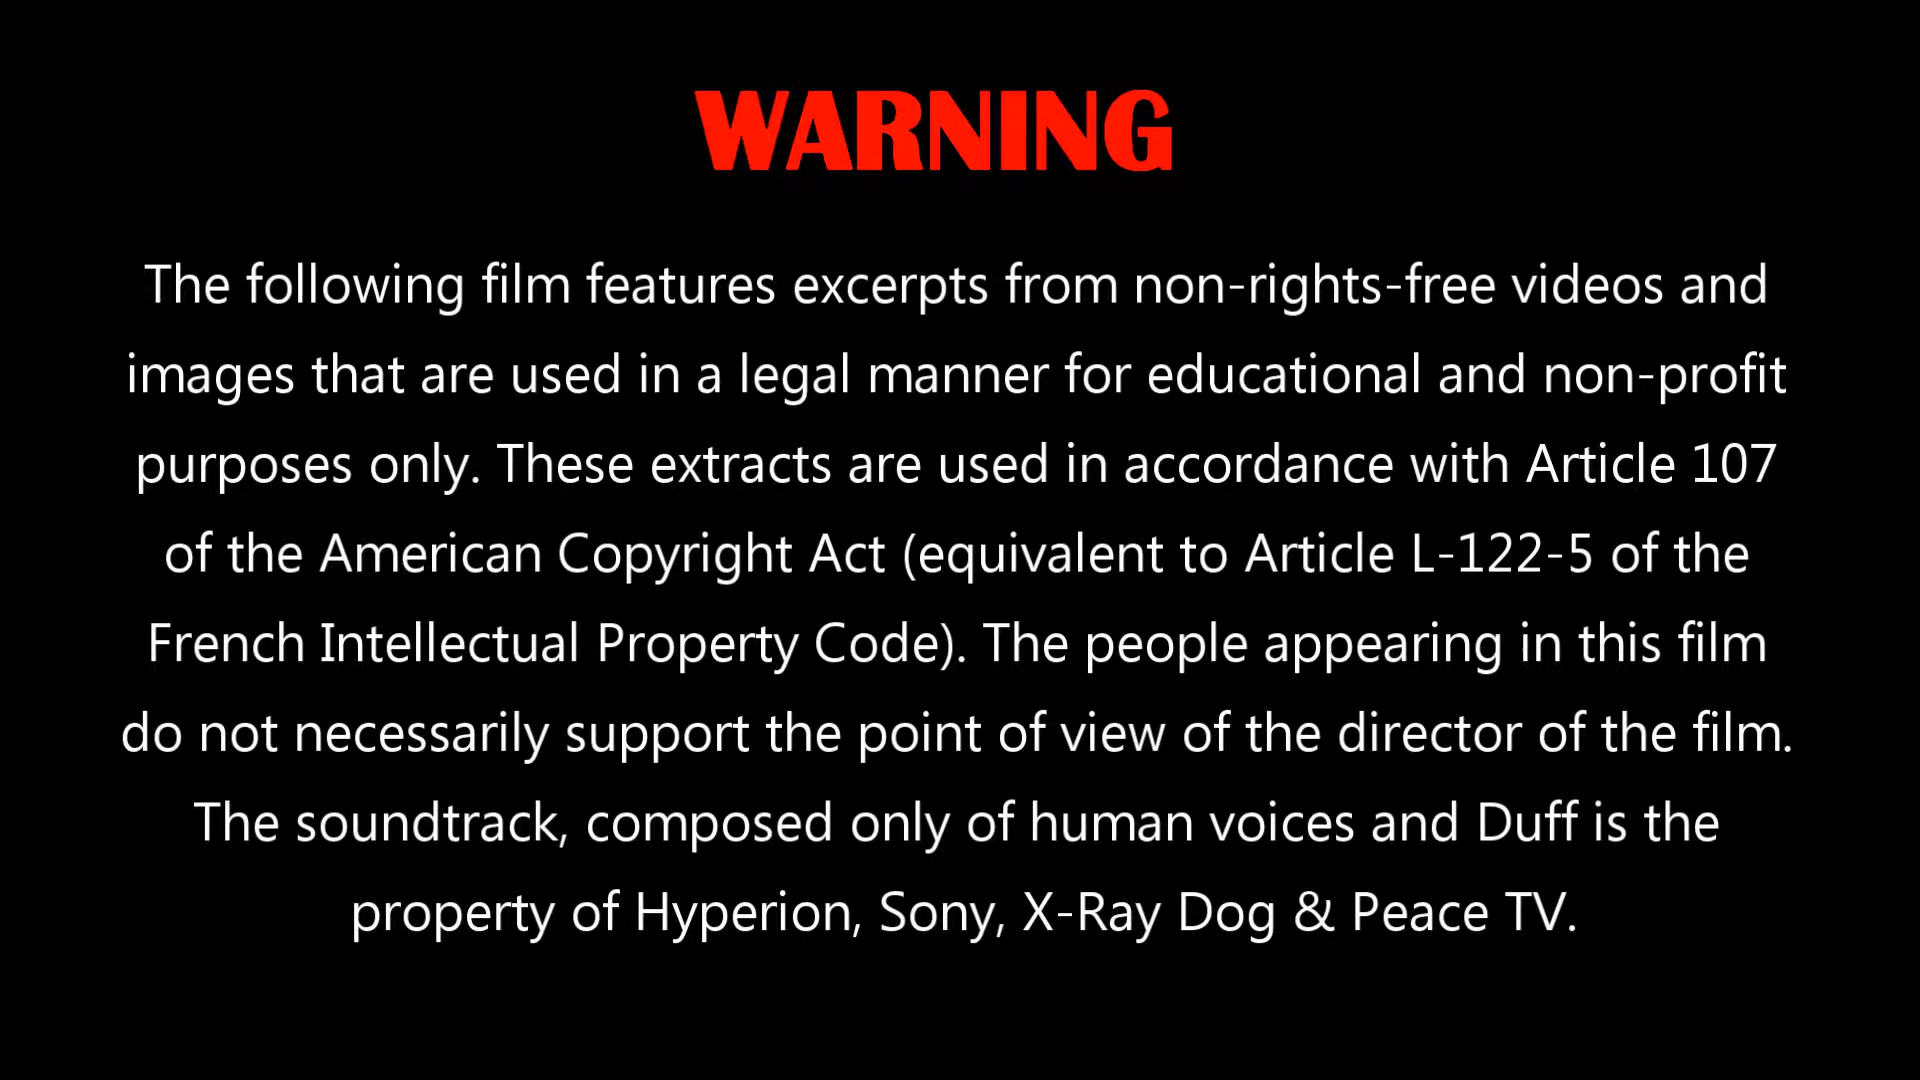 WARNING
The following film features excerpts from non-rights-free videos and
images that are used in a legal manner for educational and non-profit
purposes only. These extracts are used in accordance with Article 107
of the American Copyright Act (equivalent to Article L-122-5 of the
French Intellectual Property Code). The people appearing in this film
do not necessarily support the point of view of the director of the film.
The soundtrack, composed only of human voices and Duff is the
property of Hyperion, Sony, X-Ray Dog & Peace TV.